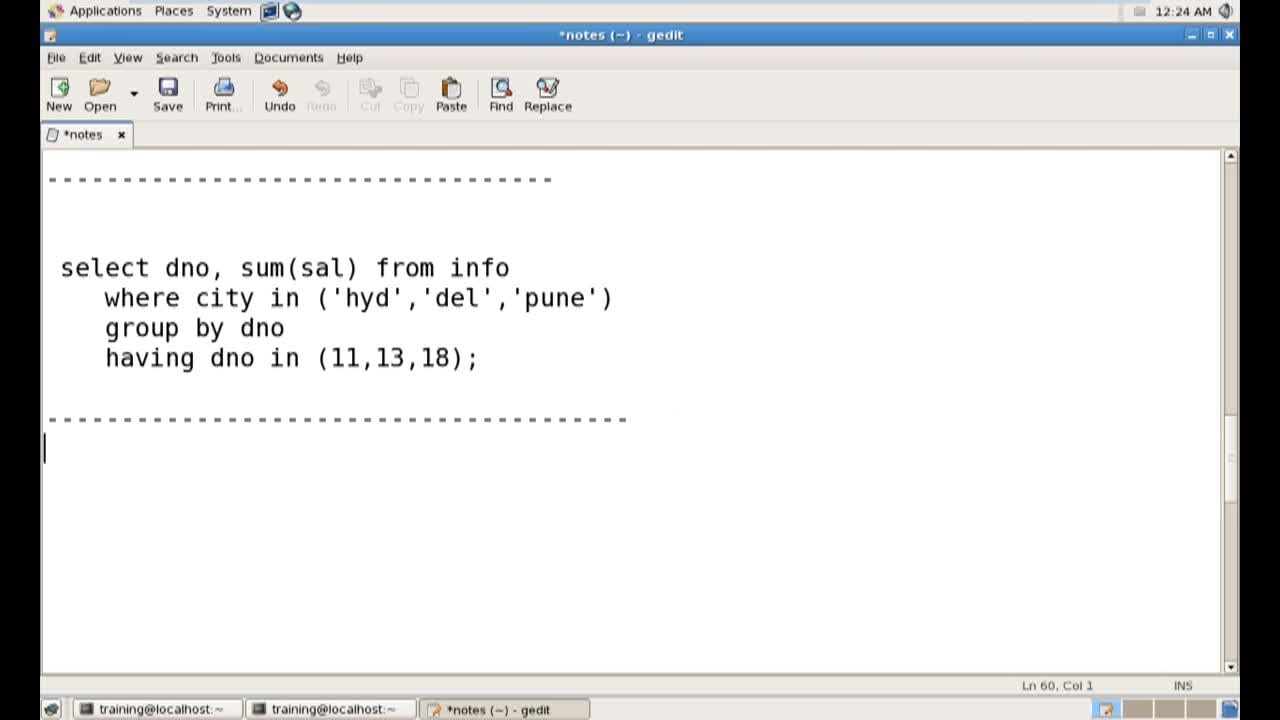 Applications Places System 12:24 AM
*notes (~) - gedit
File Edit View Search Tools Documents Help
New Open Save Print... Undo Redo Cut Copy Paste Find Replace
*notes
---------------------------------
select dno, sum(sal) from info
where city in ('hyd','del','pune')
group by dno
having dno in (11,13,18);
---------------------------------------
Ln 60, Col 1 INS
training@localhost:~ training@localhost:~ *notes (~) - gedit